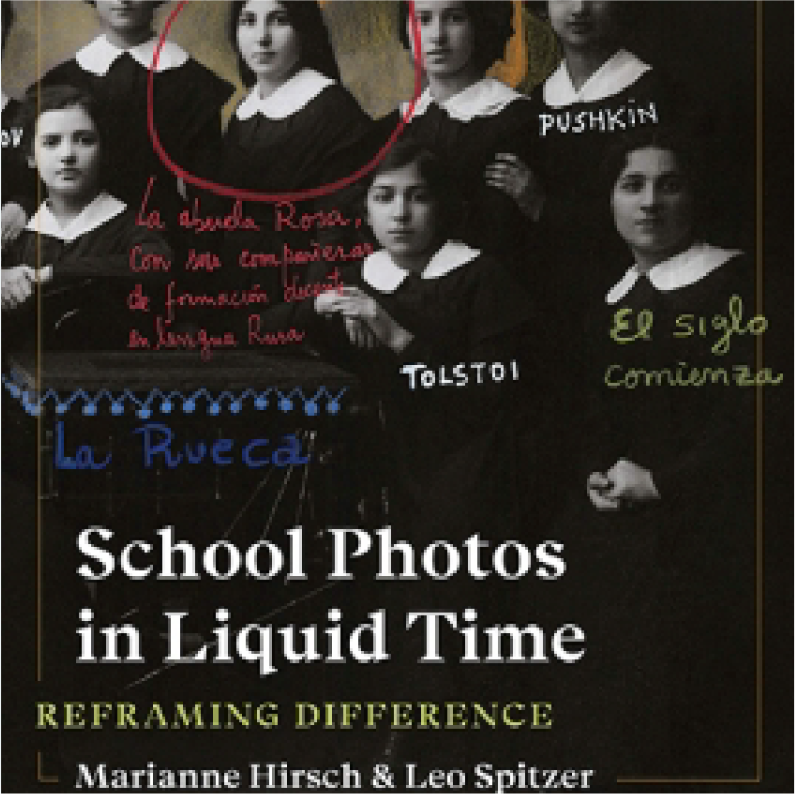 PUSHKIN
OV
La abuela Rosa,
Con sus compañeras
de formación docente
en lengua Rusa
El siglo
comienza
TOLSTOI
La Rueca
School Photos
in Liquid Time
REFRAMING DIFFERENCE
Marianne Hirsch & Leo Spitzer